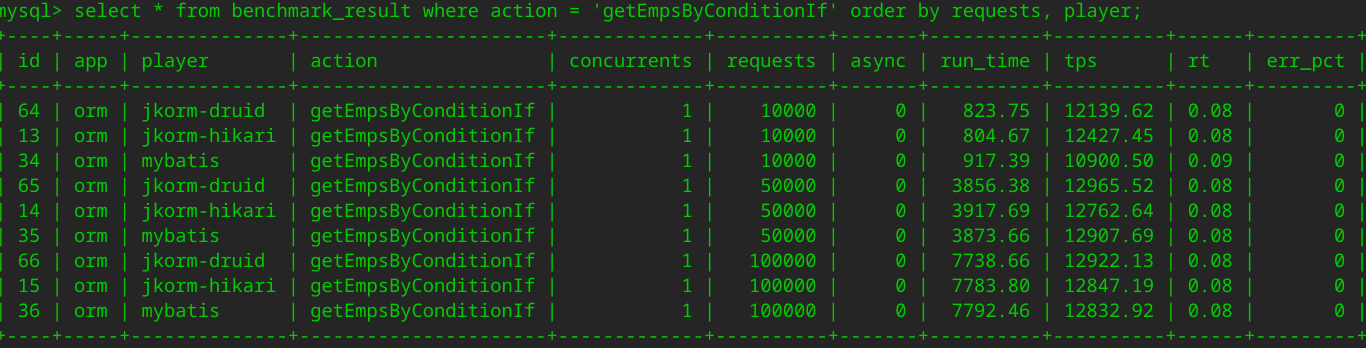 mysql> select * from benchmark_result where action = 'getEmpsByConditionIf' order by requests, player;
+----+-----+--------------+----------------------+-------------+----------+-------+----------+----------+------+---------+
| id | app | player       | action               | concurrents | requests | async | run_time | tps      | rt   | err_pct |
+----+-----+--------------+----------------------+-------------+----------+-------+----------+----------+------+---------+
| 64 | orm | jkorm-druid  | getEmpsByConditionIf |           1 |    10000 |     0 |   823.75 | 12139.62 | 0.08 |       0 |
| 13 | orm | jkorm-hikari | getEmpsByConditionIf |           1 |    10000 |     0 |   804.67 | 12427.45 | 0.08 |       0 |
| 34 | orm | mybatis      | getEmpsByConditionIf |           1 |    10000 |     0 |   917.39 | 10900.50 | 0.09 |       0 |
| 65 | orm | jkorm-druid  | getEmpsByConditionIf |           1 |    50000 |     0 |  3856.38 | 12965.52 | 0.08 |       0 |
| 14 | orm | jkorm-hikari | getEmpsByConditionIf |           1 |    50000 |     0 |  3917.69 | 12762.64 | 0.08 |       0 |
| 35 | orm | mybatis      | getEmpsByConditionIf |           1 |    50000 |     0 |  3873.66 | 12907.69 | 0.08 |       0 |
| 66 | orm | jkorm-druid  | getEmpsByConditionIf |           1 |   100000 |     0 |  7738.66 | 12922.13 | 0.08 |       0 |
| 15 | orm | jkorm-hikari | getEmpsByConditionIf |           1 |   100000 |     0 |  7783.80 | 12847.19 | 0.08 |       0 |
| 36 | orm | mybatis      | getEmpsByConditionIf |           1 |   100000 |     0 |  7792.46 | 12832.92 | 0.08 |       0 |
+----+-----+--------------+----------------------+-------------+----------+-------+----------+----------+------+---------+